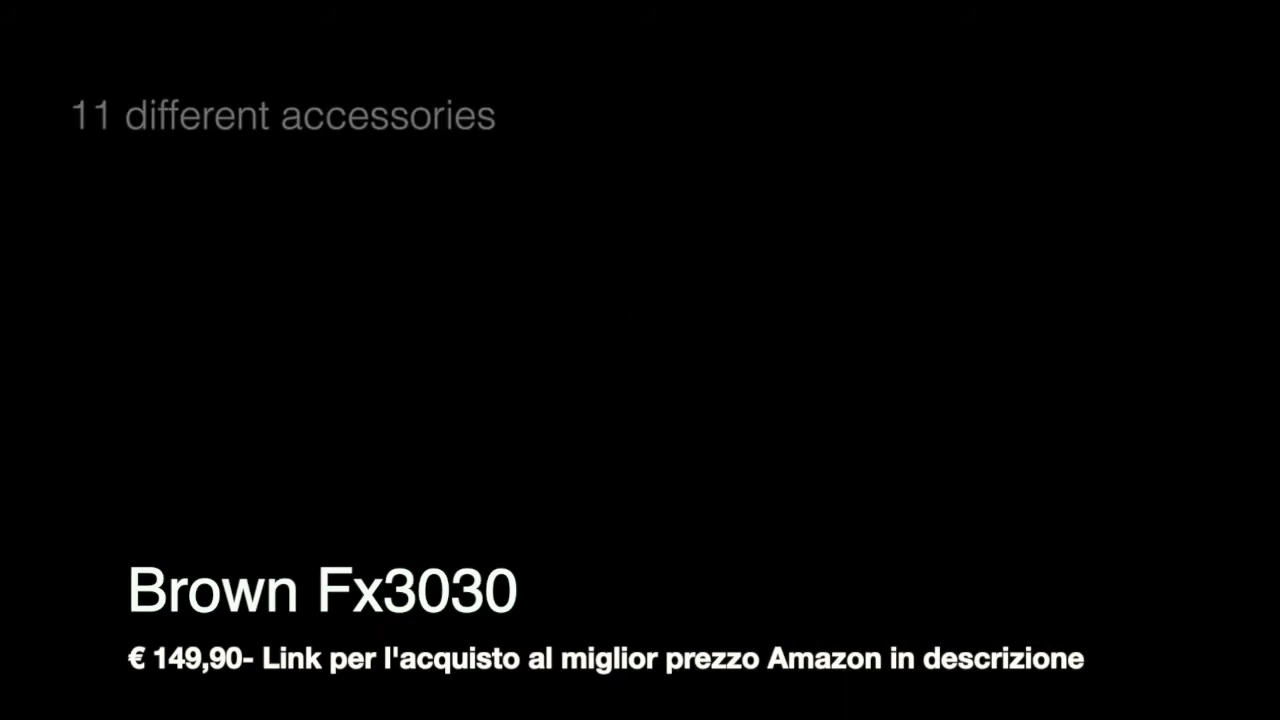 11 different accessories
Brown Fx3030
€ 149,90- Link per l'acquisto al miglior prezzo Amazon in descrizione